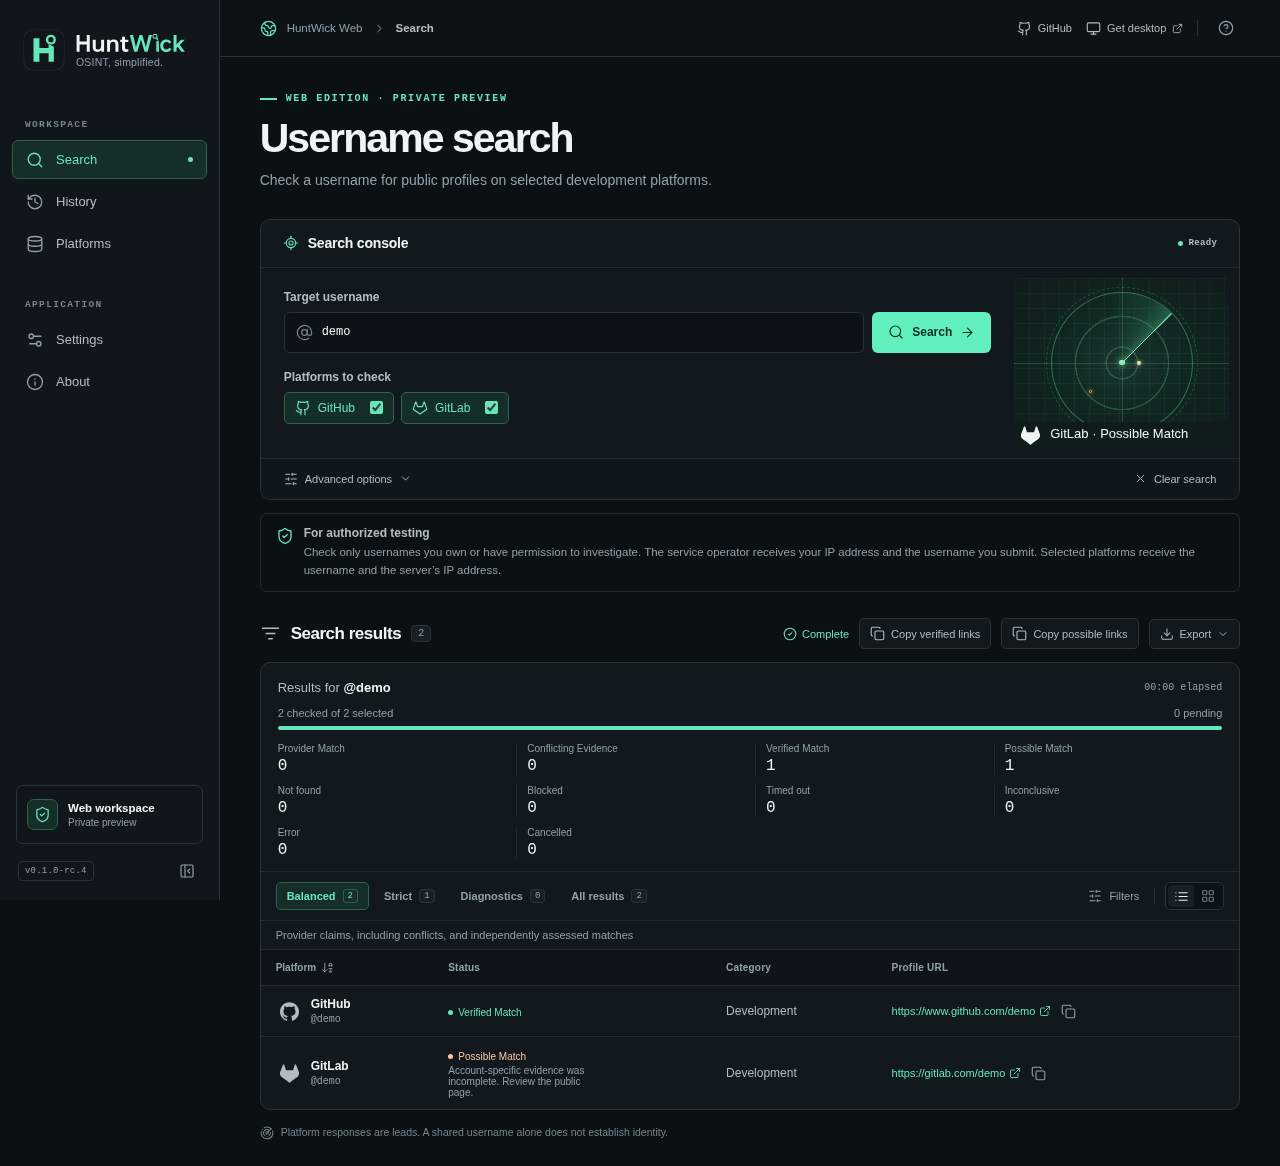 HuntWick
OSINT, simplified.
WORKSPACE
Search
History
Platforms
APPLICATION
Settings
About
Web workspace
Private preview
v0.1.0-rc.4
HuntWick Web > Search
GitHub
Get desktop
WEB EDITION · PRIVATE PREVIEW
Username search
Check a username for public profiles on selected development platforms.
Search console
Ready
Target username
demo
Search
Platforms to check
GitHub
GitLab
GitLab · Possible Match
Advanced options
Clear search
For authorized testing
Check only usernames you own or have permission to investigate. The service operator receives your IP address and the username you submit. Selected platforms receive the
username and the server’s IP address.
Search results 2
Complete
Copy verified links
Copy possible links
Export
Results for @demo
00:00 elapsed
2 checked of 2 selected
0 pending
Provider Match Conflicting Evidence Verified Match Possible Match
0 0 1 1
Not found Blocked Timed out Inconclusive
0 0 0 0
Error Cancelled
0 0
Balanced 2 Strict 1 Diagnostics 0 All results 2
Filters
Provider claims, including conflicts, and independently assessed matches
Platform Status Category Profile URL
GitHub
@demo
Verified Match
Development
https://www.github.com/demo
GitLab
@demo
Possible Match
Account-specific evidence was
incomplete. Review the public
page.
Development
https://gitlab.com/demo
Platform responses are leads. A shared username alone does not establish identity.